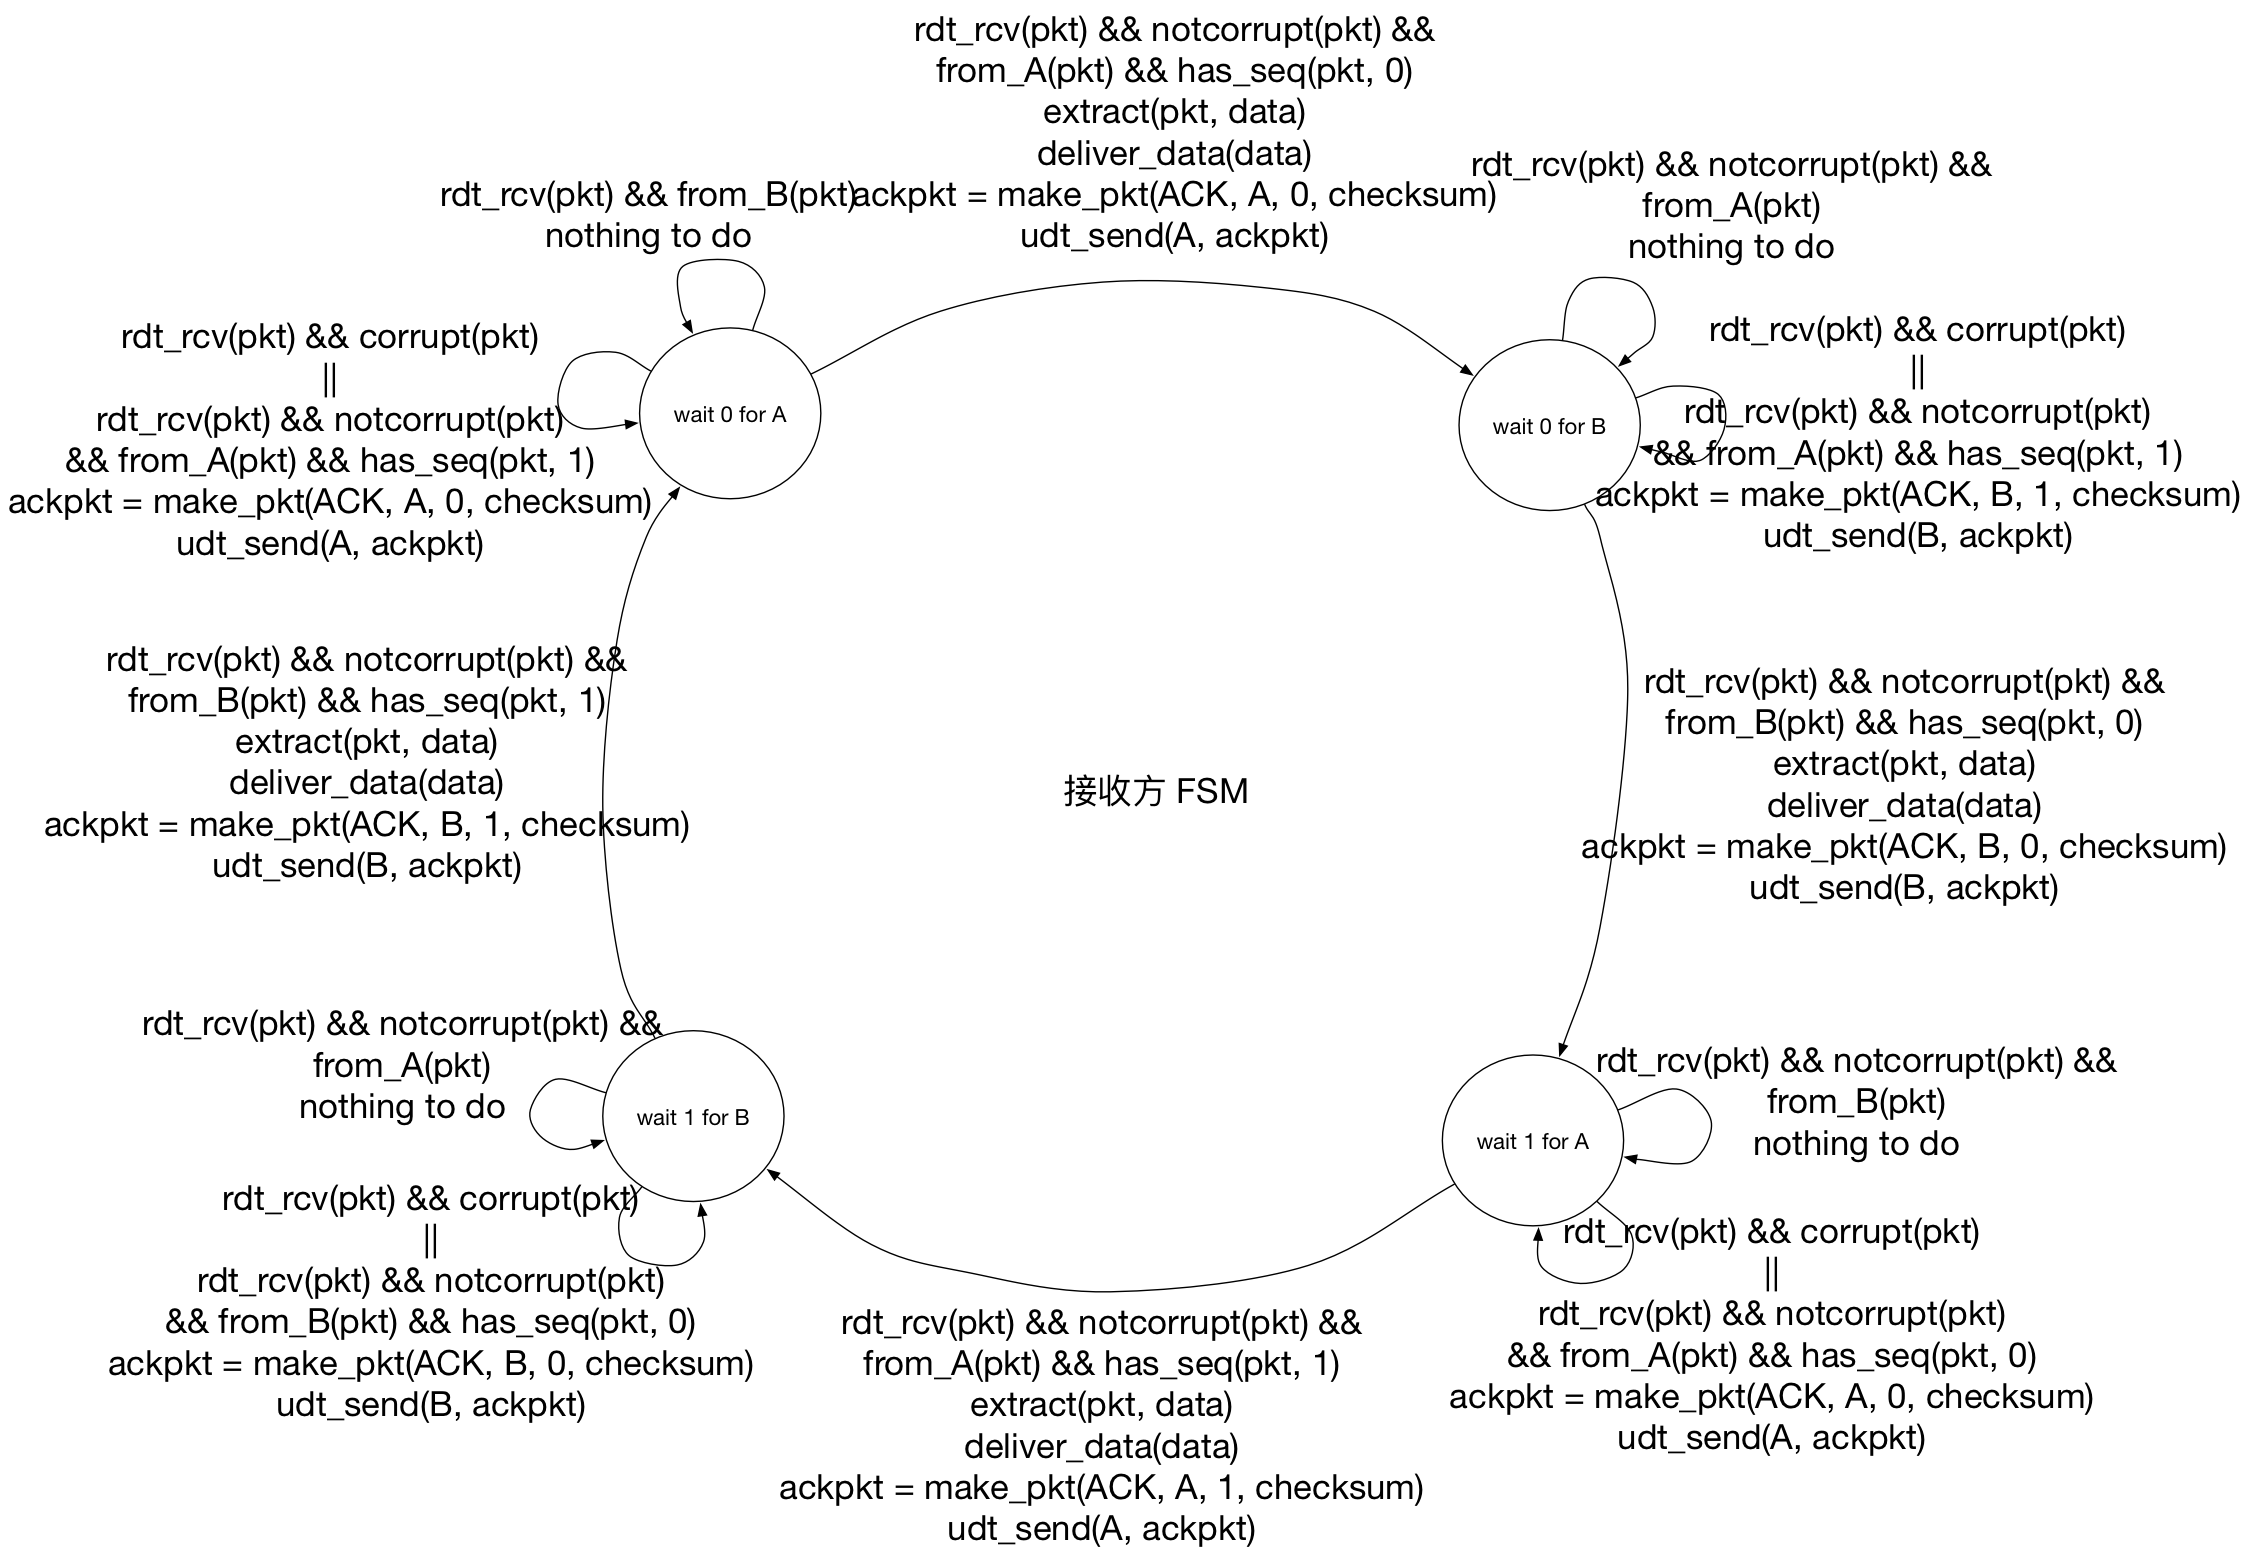 rdt_rcv(pkt) && notcorrupt(pkt) &&
from_A(pkt) && has_seq(pkt, 0)
extract(pkt, data)
deliver_data(data)
ackpkt = make_pkt(ACK, A, 0, checksum)
udt_send(A, ackpkt)
rdt_rcv(pkt) && from_B(pkt)
nothing to do
rdt_rcv(pkt) && notcorrupt(pkt) &&
from_A(pkt)
nothing to do
rdt_rcv(pkt) && corrupt(pkt)
||
rdt_rcv(pkt) && notcorrupt(pkt)
&& from_A(pkt) && has_seq(pkt, 1)
ackpkt = make_pkt(ACK, A, 0, checksum)
udt_send(A, ackpkt)
wait 0 for A
wait 0 for B
rdt_rcv(pkt) && corrupt(pkt)
||
rdt_rcv(pkt) && notcorrupt(pkt)
&& from_A(pkt) && has_seq(pkt, 1)
ackpkt = make_pkt(ACK, B, 1, checksum)
udt_send(B, ackpkt)
rdt_rcv(pkt) && notcorrupt(pkt) &&
from_B(pkt) && has_seq(pkt, 1)
extract(pkt, data)
deliver_data(data)
ackpkt = make_pkt(ACK, B, 1, checksum)
udt_send(B, ackpkt)
接收方 FSM
rdt_rcv(pkt) && notcorrupt(pkt) &&
from_B(pkt) && has_seq(pkt, 0)
extract(pkt, data)
deliver_data(data)
ackpkt = make_pkt(ACK, B, 0, checksum)
udt_send(B, ackpkt)
rdt_rcv(pkt) && notcorrupt(pkt) &&
from_A(pkt)
nothing to do
wait 1 for B
wait 1 for A
rdt_rcv(pkt) && notcorrupt(pkt) &&
from_B(pkt)
nothing to do
rdt_rcv(pkt) && corrupt(pkt)
||
rdt_rcv(pkt) && notcorrupt(pkt)
&& from_B(pkt) && has_seq(pkt, 0)
ackpkt = make_pkt(ACK, B, 0, checksum)
udt_send(B, ackpkt)
rdt_rcv(pkt) && notcorrupt(pkt) &&
from_A(pkt) && has_seq(pkt, 1)
extract(pkt, data)
deliver_data(data)
ackpkt = make_pkt(ACK, A, 1, checksum)
udt_send(A, ackpkt)
rdt_rcv(pkt) && corrupt(pkt)
||
rdt_rcv(pkt) && notcorrupt(pkt)
&& from_A(pkt) && has_seq(pkt, 0)
ackpkt = make_pkt(ACK, A, 0, checksum)
udt_send(A, ackpkt)